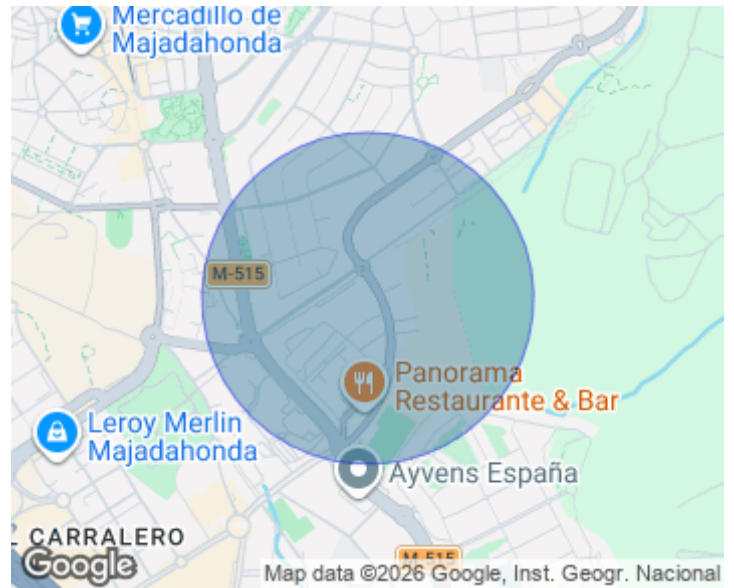 Mercadillo de
Majadahonda
M-515
Panorama
Restaurante & Bar
Leroy Merlin
Majadahonda
Ayvens España
L CARRALERO
M-515
Google
Map data ©2026 Google, Inst. Geogr. Nacional